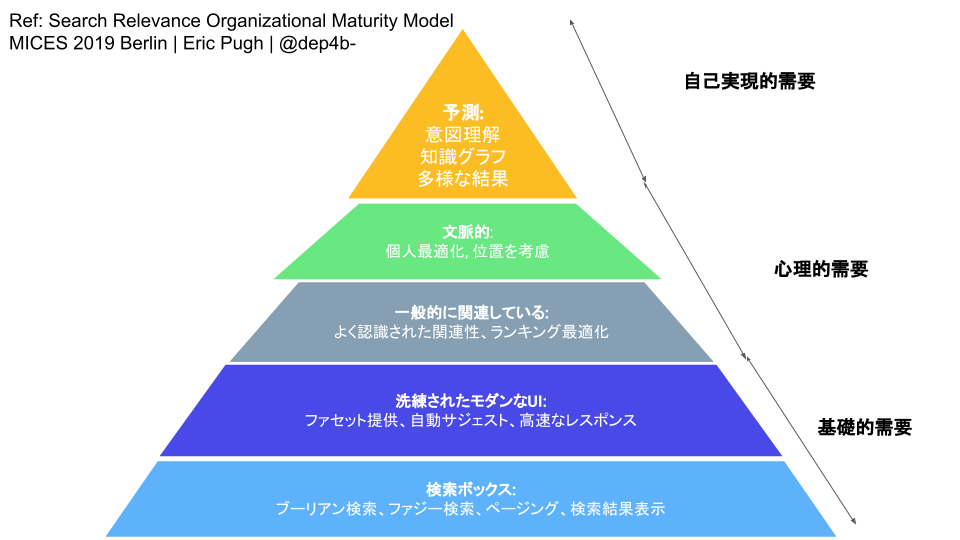 Ref: Search Relevance Organizational Maturity Model
MICES 2019 Berlin | Eric Pugh | @dep4b-
自己実現的需要
予測:
意図理解
知識グラフ
多様な結果
文脈的:
個人最適化, 位置を考慮
心理的需要
一般的に関連している:
よく認識された関連性、ランキング最適化
洗練されたモダンなUI:
ファセット提供、自動サジェスト、高速なレスポンス
基礎的需要
検索ボックス:
ブーリアン検索、ファジー検索、ページング、検索結果表示